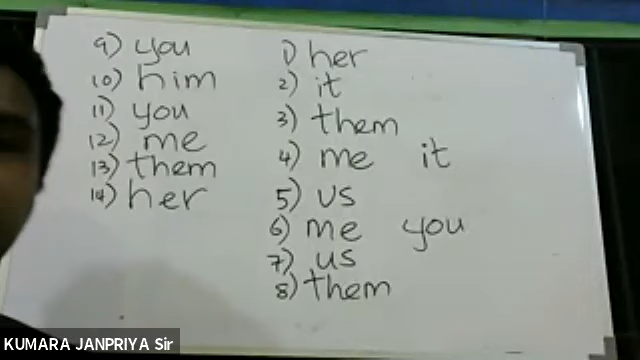 1) her
2) it
3) them
4) me it
5) us
6) me you
7) us
8) them
9) you
10) him
11) you
12) me
13) them
14) her
KUMARA JANPRIYA Sir